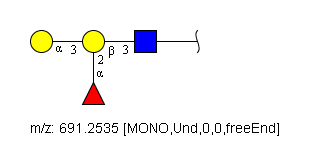 α 3 β 3
2
α
m/z: 691.2535 [MONO,Und,0,0,freeEnd]